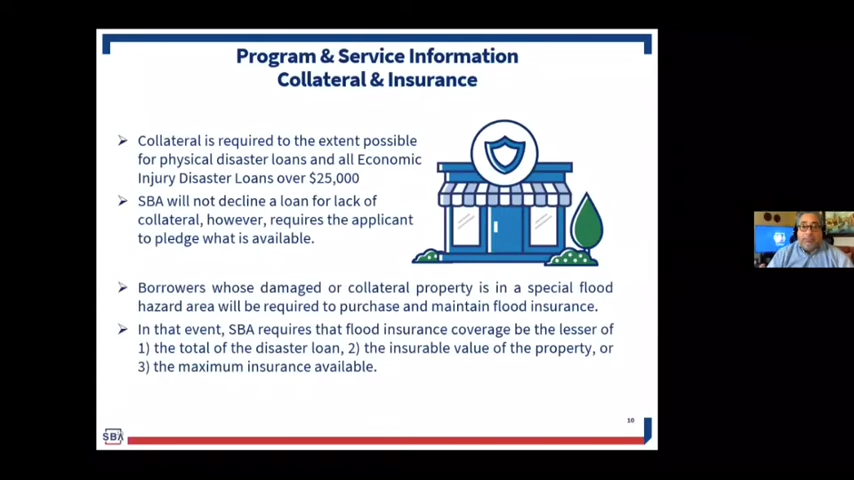 Program & Service Information
Collateral & Insurance
➢ Collateral is required to the extent possible
for physical disaster loans and all Economic
Injury Disaster Loans over $25,000
➢ SBA will not decline a loan for lack of
collateral, however, requires the applicant
to pledge what is available.
➢ Borrowers whose damaged or collateral property is in a special flood
hazard area will be required to purchase and maintain flood insurance.
➢ In that event, SBA requires that flood insurance coverage be the lesser of
1) the total of the disaster loan, 2) the insurable value of the property, or
3) the maximum insurance available.
10
SBA